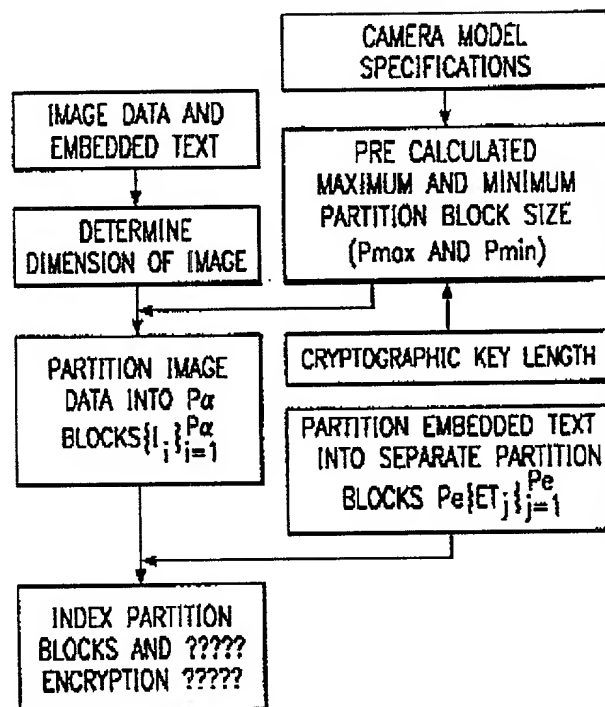 CAMERA MODEL
SPECIFICATIONS
IMAGE DATA AND
EMBEDDED TEXT
PRE CALCULATED
MAXIMUM AND MINIMUM
PARTITION BLOCK SIZE
(Pmax AND Pmin)
DETERMINE
DIMENSION OF IMAGE
CRYPTOGRAPHIC KEY LENGTH
PARTITION IMAGE
DATA INTO Pα
BLOCKS{I_i}_{i=1}^{Pα}
PARTITION EMBEDDED TEXT
INTO SEPARATE PARTITION
BLOCKS Pe{ET_j}_{j=1}^{Pe}
INDEX PARTITION
BLOCKS AND ?????
ENCRYPTION ?????